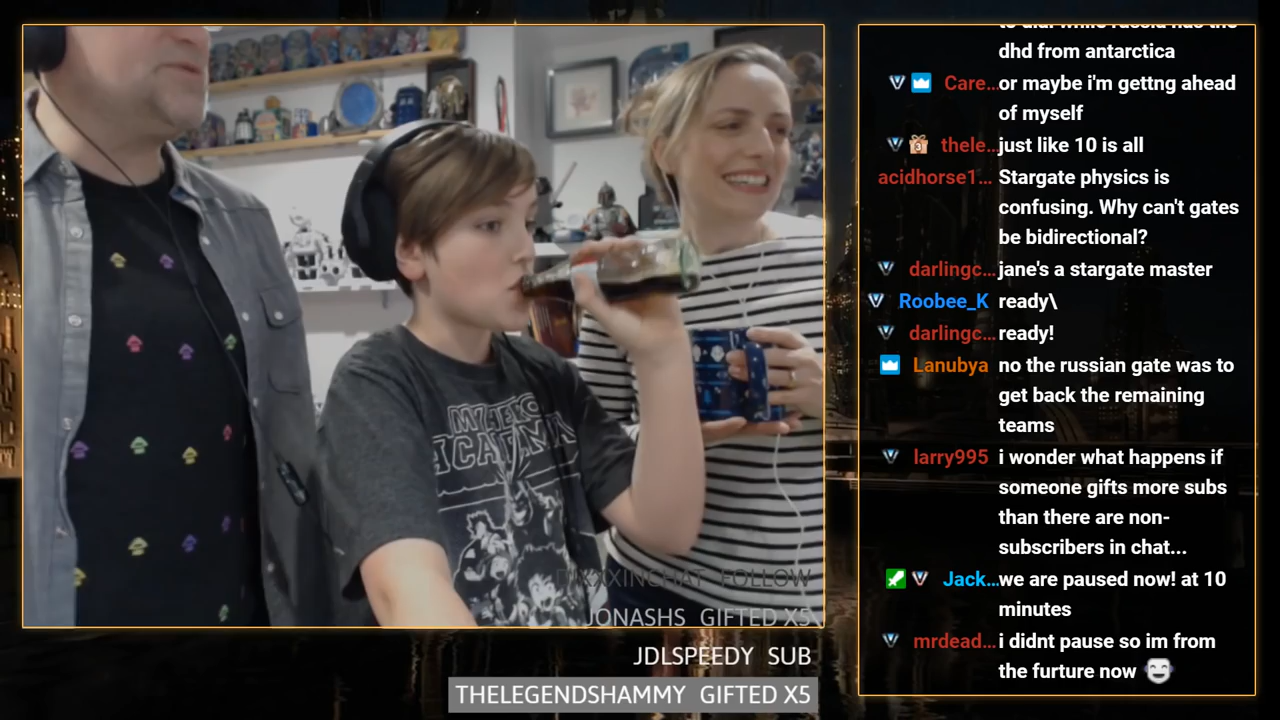 dhd from antarctica
Care... or maybe i'm gettng ahead
of myself
thele... just like 10 is all
acidhorse1... Stargate physics is
confusing. Why can't gates
be bidirectional?
darlingc... jane's a stargate master
Roobee_K ready\
darlingc... ready!
Lanubya no the russian gate was to
get back the remaining
teams
larry995 i wonder what happens if
someone gifts more subs
than there are non-
subscribers in chat...
Jack... we are paused now! at 10
minutes
mrdead... i didnt pause so im from
the furture now
MY HERO
ACADEMIA
FOLLOW
JONASHS GIFTED X5
JDLSPEEDY SUB
THELEGENDSHAMMY GIFTED X5